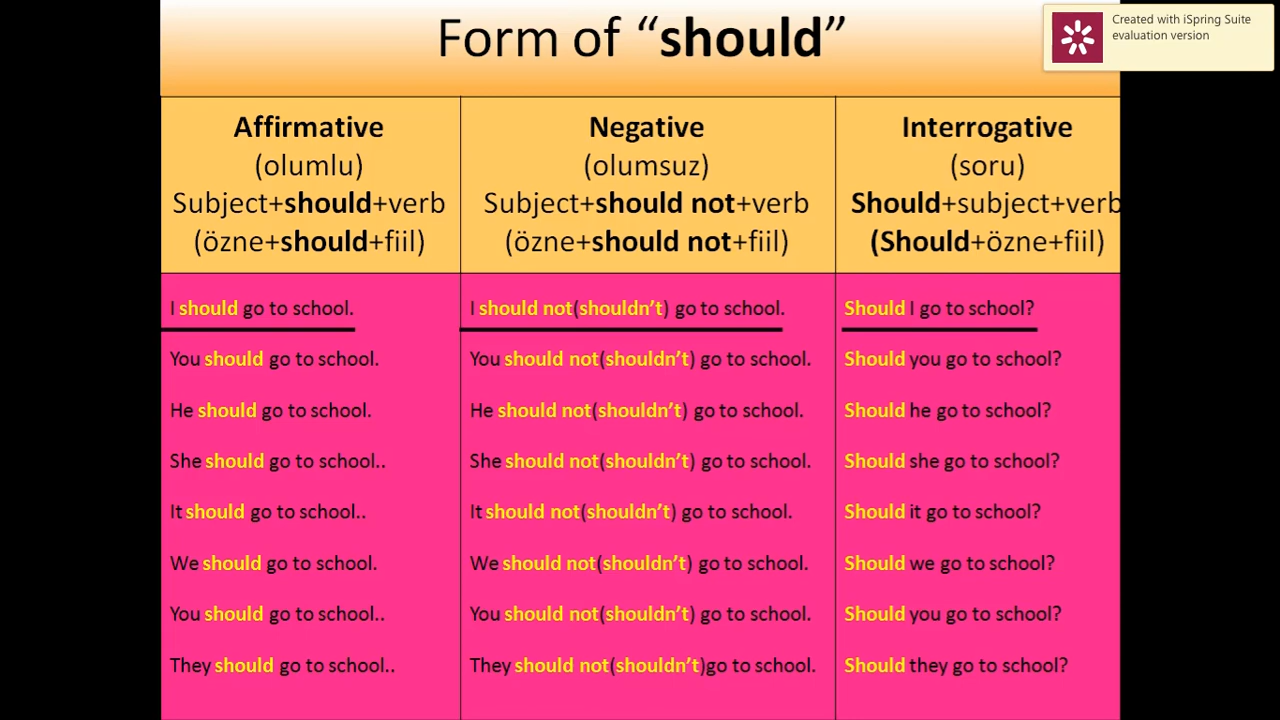 Form of “should”
Created with iSpring Suite
evaluation version
Affirmative
(olumlu)
Subject+should+verb
(özne+should+fiil)
Negative
(olumsuz)
Subject+should not+verb
(özne+should not+fiil)
Interrogative
(soru)
Should+subject+verb
(Should+özne+fiil)
I should go to school.
You should go to school.
He should go to school.
She should go to school..
It should go to school..
We should go to school.
You should go to school..
They should go to school..
I should not(shouldn’t) go to school.
You should not(shouldn’t) go to school.
He should not(shouldn’t) go to school.
She should not(shouldn’t) go to school.
It should not(shouldn’t) go to school.
We should not(shouldn’t) go to school.
You should not(shouldn’t) go to school.
They should not(shouldn’t)go to school.
Should I go to school?
Should you go to school?
Should he go to school?
Should she go to school?
Should it go to school?
Should we go to school?
Should you go to school?
Should they go to school?